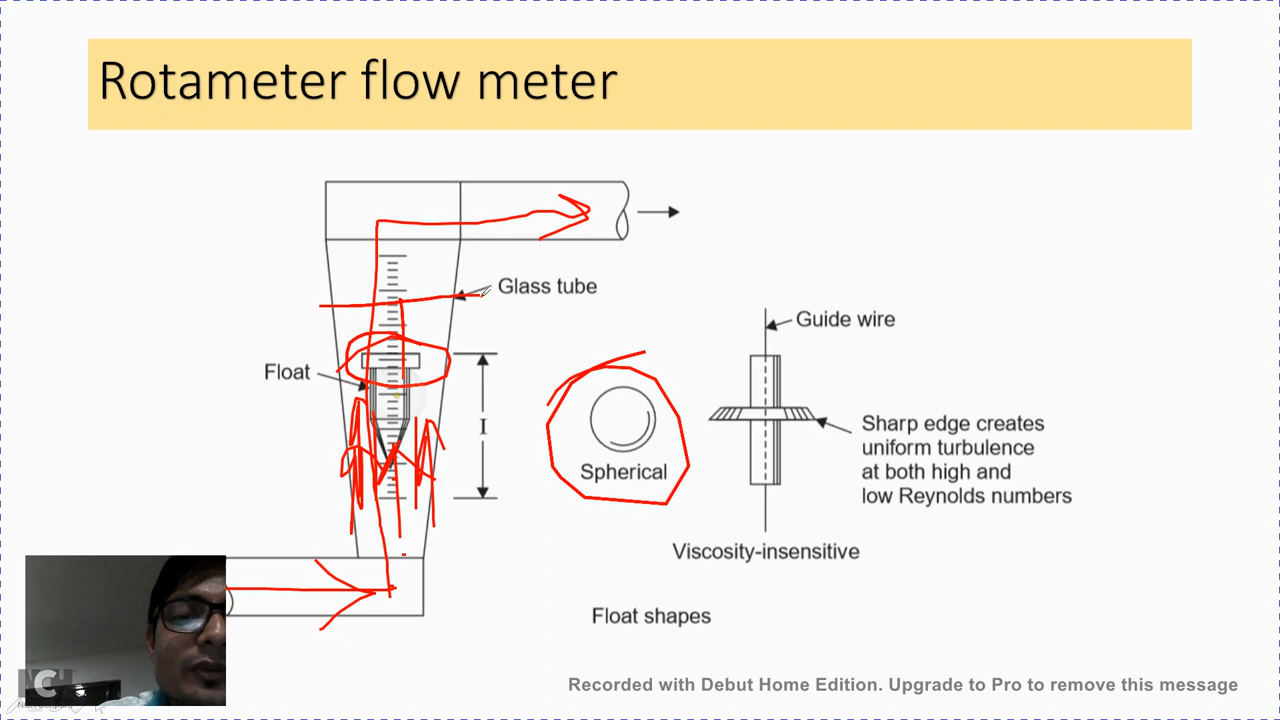 Rotameter flow meter
Glass tube
Float
I
Spherical
Guide wire
Sharp edge creates
uniform turbulence
at both high and
low Reynolds numbers
Viscosity-insensitive
Float shapes
Recorded with Debut Home Edition. Upgrade to Pro to remove this message